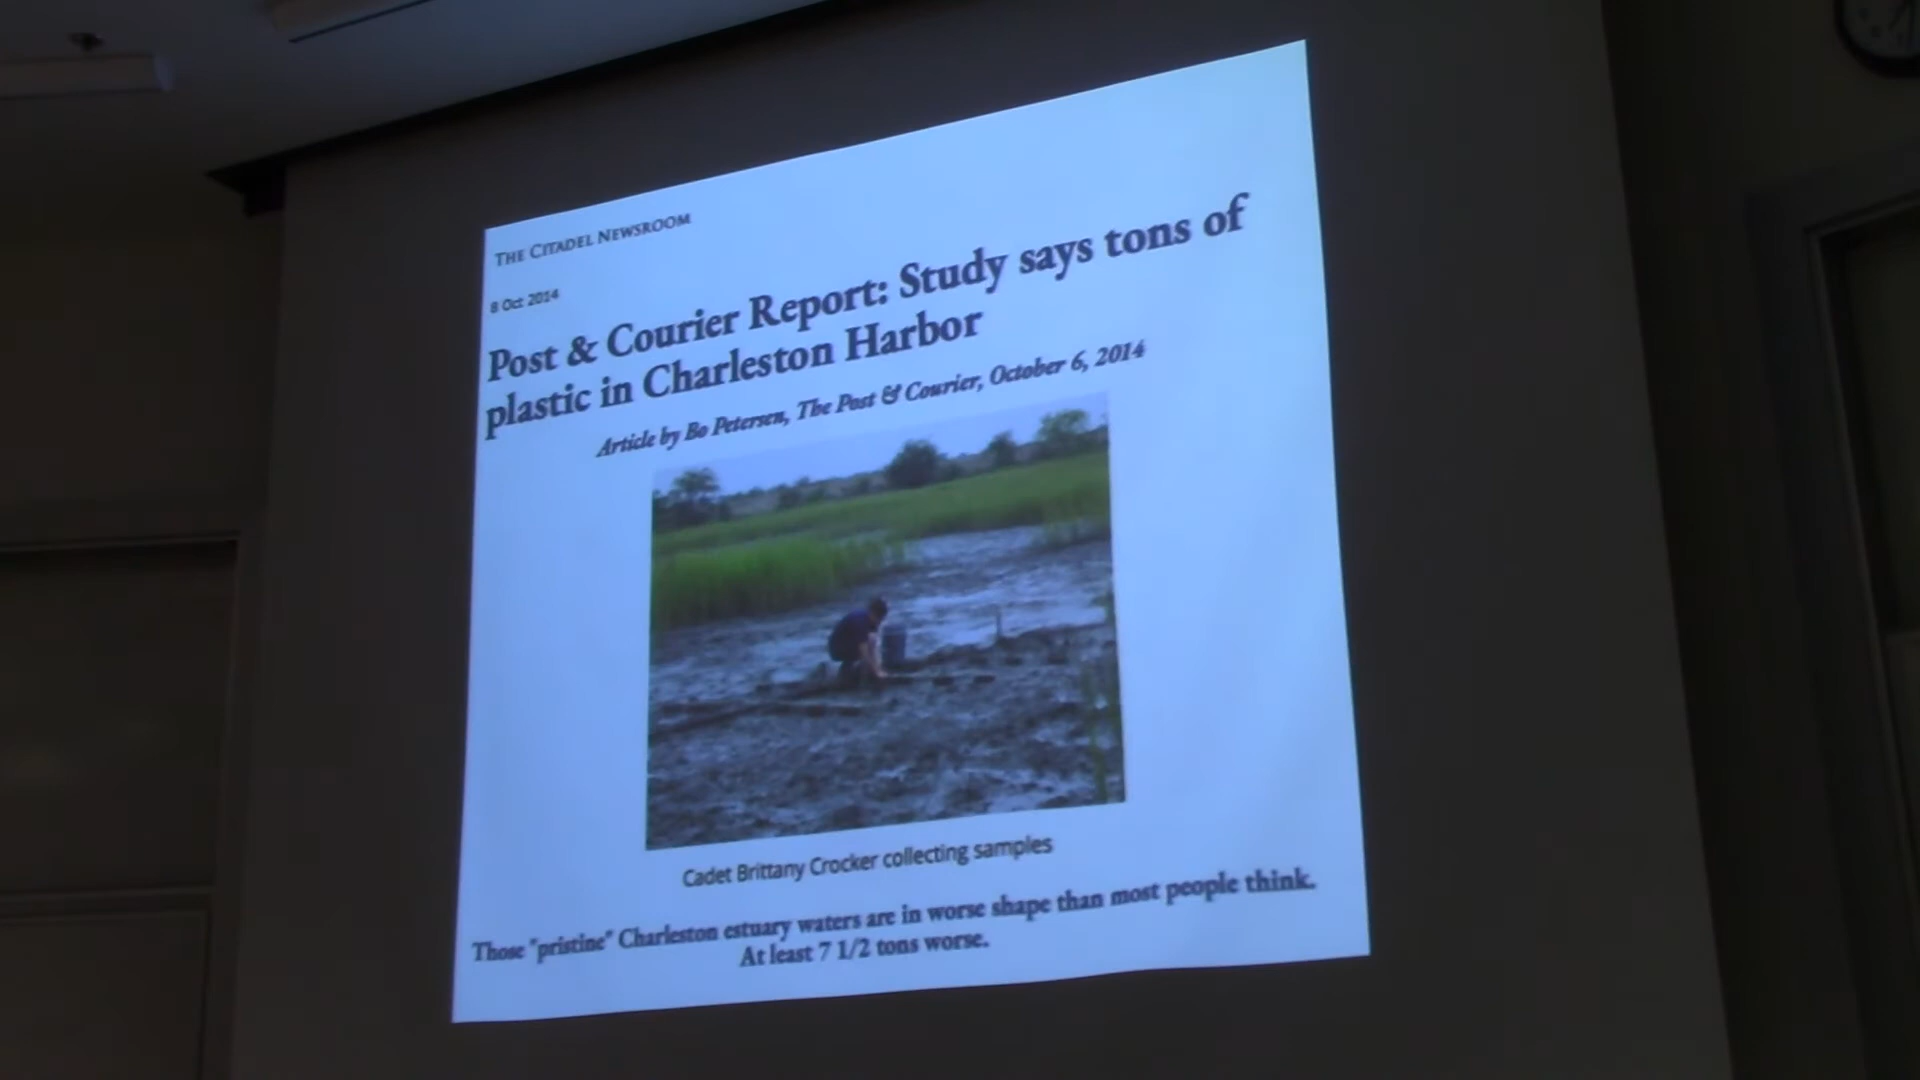 THE CITADEL NEWSROOM
8 Oct 2014
Post & Courier Report: Study says tons of
plastic in Charleston Harbor
Article by Bo Petersen, The Post & Courier, October 6, 2014
Cadet Brittany Crocker collecting samples
Those "pristine" Charleston estuary waters are in worse shape than most people think.
At least 7 1/2 tons worse.